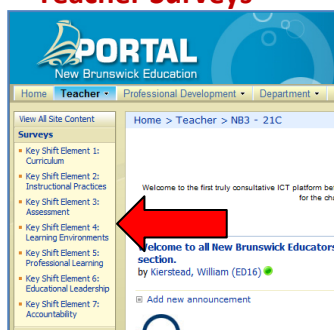 Teacher Surveys
PORTAL
New Brunswick Education
Home Teacher Professional Development Department
View All Site Content
Surveys
Key Shift Element 1:
Curriculum
Key Shift Element 2:
Instructional Practices
Key Shift Element 3:
Assessment
Key Shift Element 4:
Learning Environments
Key Shift Element 5:
Professional Learning
Key Shift Element 6:
Educational Leadership
Key Shift Element 7:
Accountability
Home > Teacher > NB3 - 21C
Welcome to the first truly consultative ICT platform be
for the cha
Welcome to all New Brunswick Educators
section.
by Kierstead, William (ED16)
Add new announcement